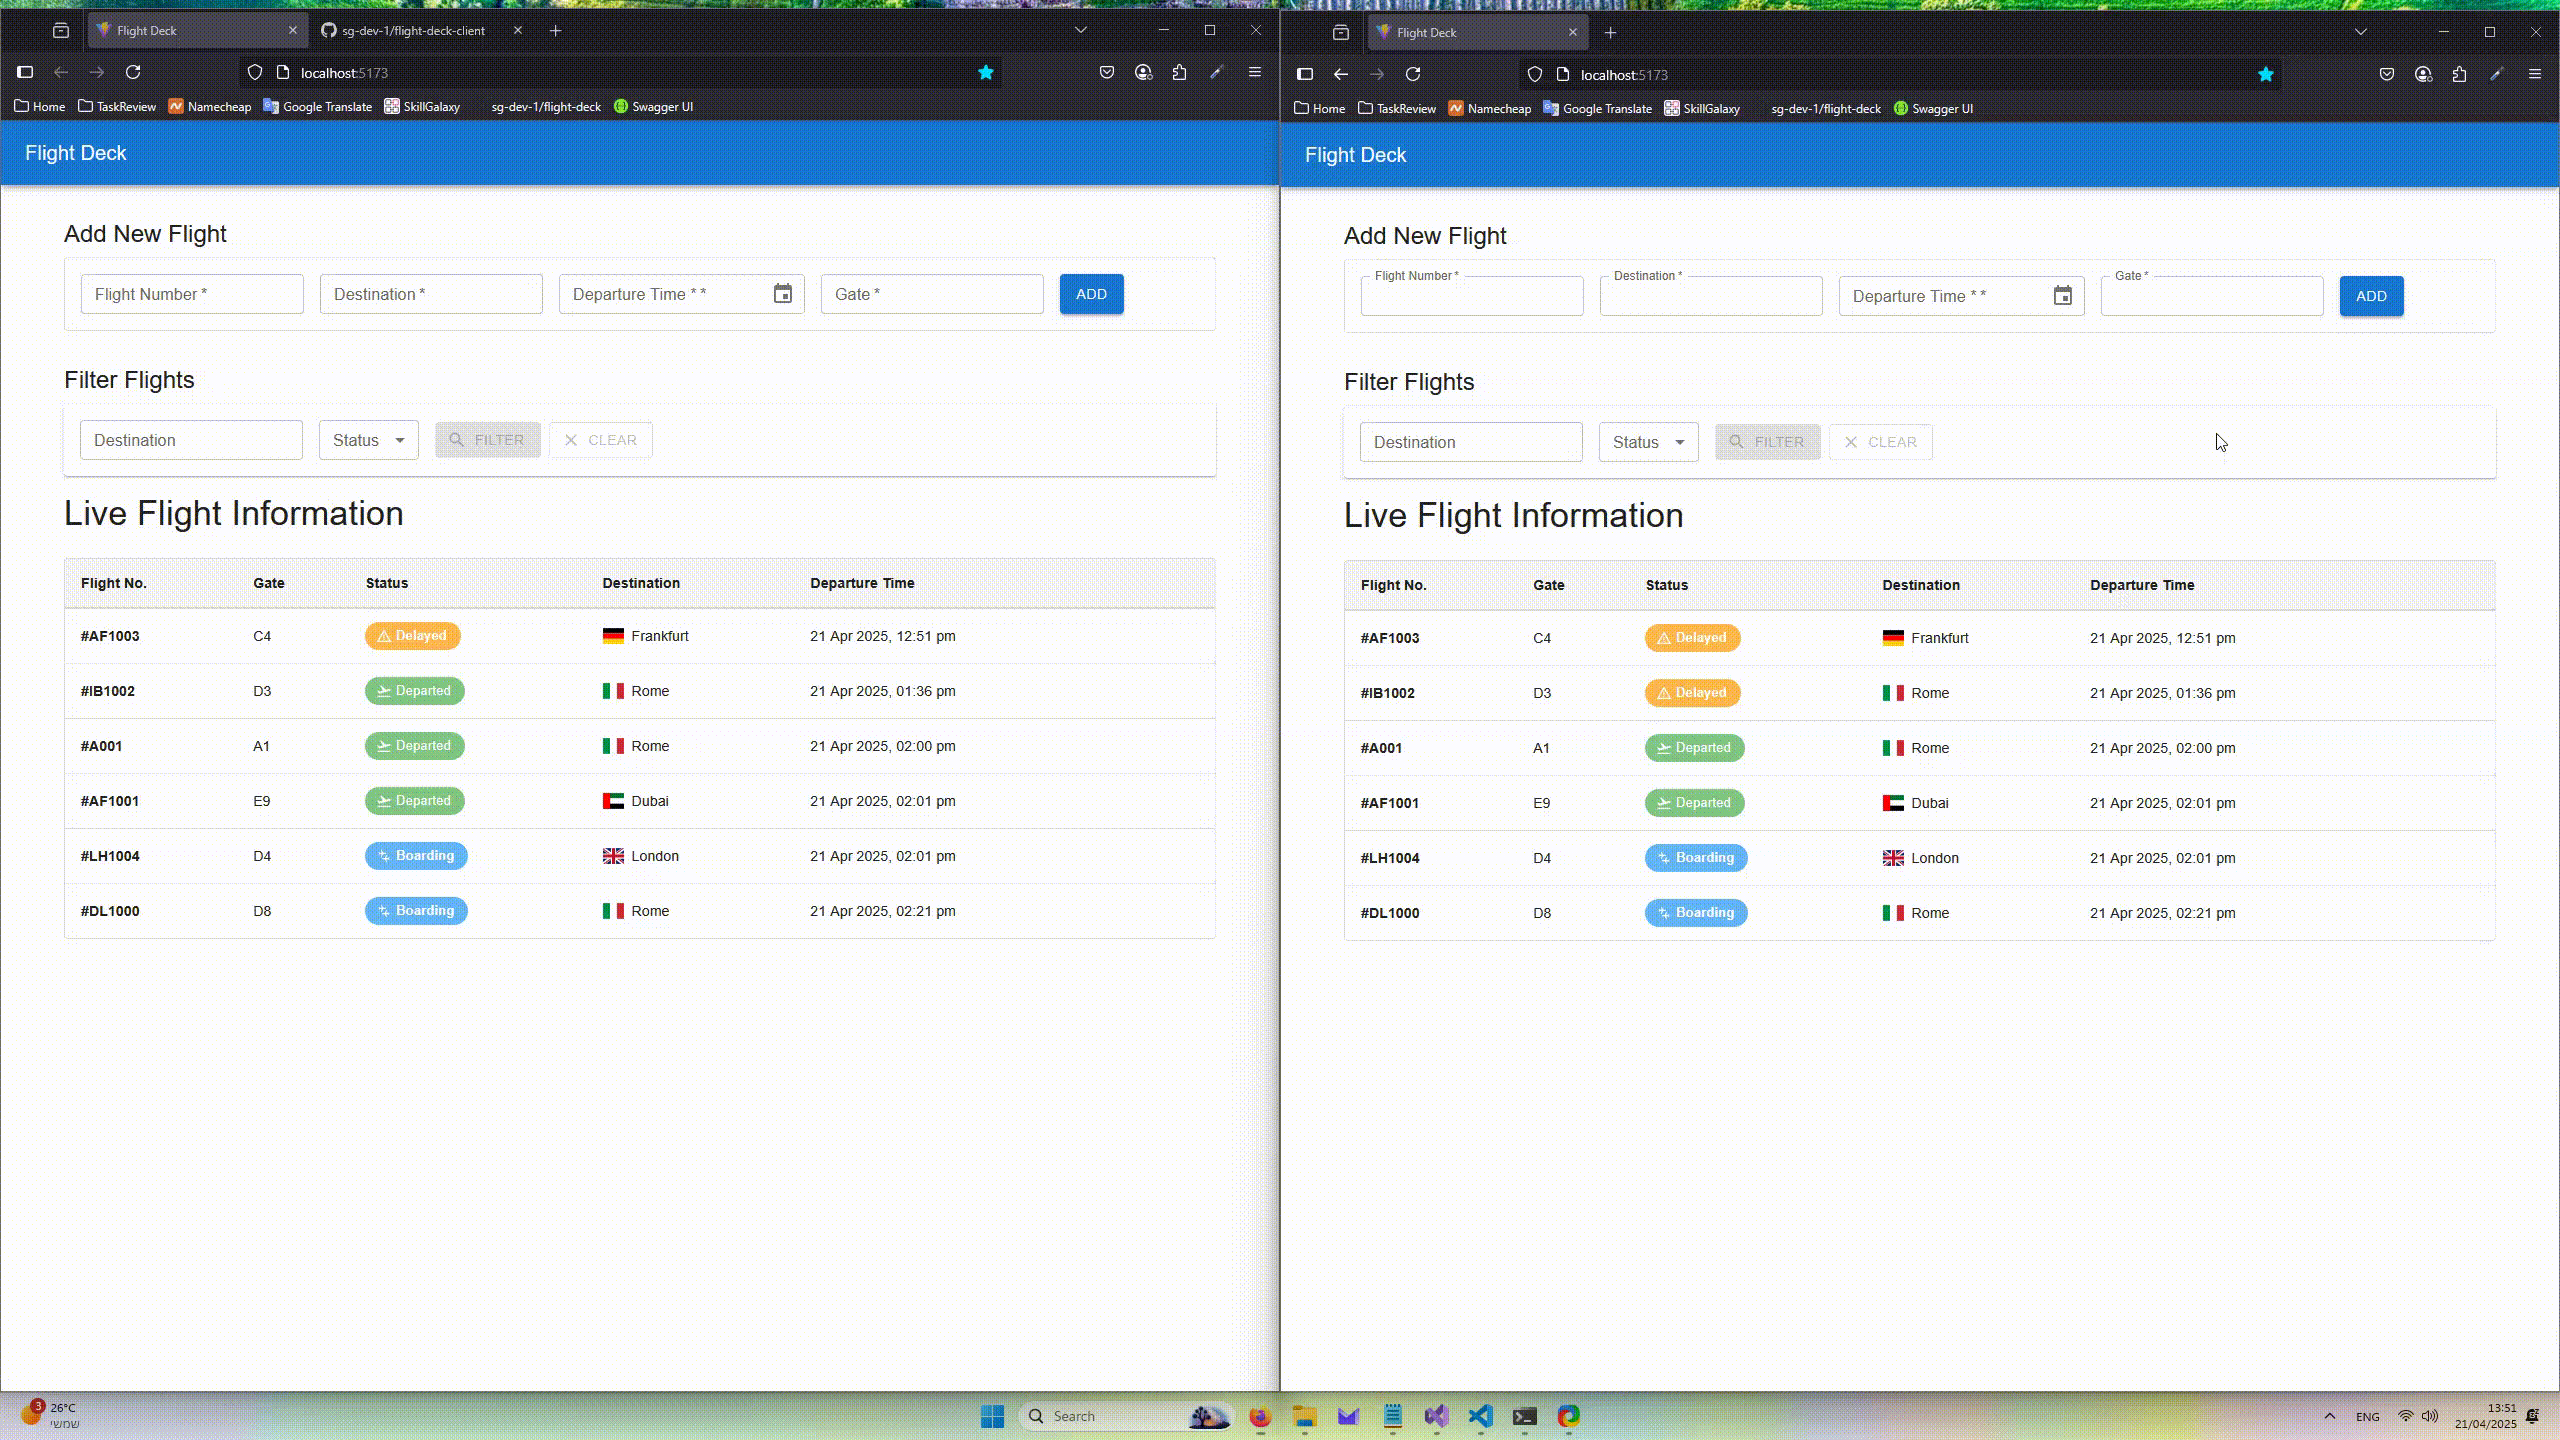 Flight Deck
sg-dev-1/flight-deck-client
localhost:5173
Home TaskReview Namecheap Google Translate SkillGalaxy sg-dev-1/flight-deck Swagger UI
Flight Deck
Add New Flight
Flight Number * Destination * Departure Time * * Gate * ADD
Filter Flights
Destination Status FILTER CLEAR
Live Flight Information
Flight No. Gate Status Destination Departure Time
#AF1003 C4 Delayed Frankfurt 21 Apr 2025, 12:51 pm
#IB1002 D3 Departed Rome 21 Apr 2025, 01:36 pm
#A001 A1 Departed Rome 21 Apr 2025, 02:00 pm
#AF1001 E9 Departed Dubai 21 Apr 2025, 02:01 pm
#LH1004 D4 Boarding London 21 Apr 2025, 02:01 pm
#DL1000 D8 Boarding Rome 21 Apr 2025, 02:21 pm
Flight Deck
localhost:5173
Home TaskReview Namecheap Google Translate SkillGalaxy sg-dev-1/flight-deck Swagger UI
Flight Deck
Add New Flight
Flight Number * Destination * Departure Time * * Gate * ADD
Filter Flights
Destination Status FILTER CLEAR
Live Flight Information
Flight No. Gate Status Destination Departure Time
#AF1003 C4 Delayed Frankfurt 21 Apr 2025, 12:51 pm
#IB1002 D3 Delayed Rome 21 Apr 2025, 01:36 pm
#A001 A1 Departed Rome 21 Apr 2025, 02:00 pm
#AF1001 E9 Departed Dubai 21 Apr 2025, 02:01 pm
#LH1004 D4 Boarding London 21 Apr 2025, 02:01 pm
#DL1000 D8 Boarding Rome 21 Apr 2025, 02:21 pm
3
26°C
שמשי
Search
ENG
13:51
21/04/2025